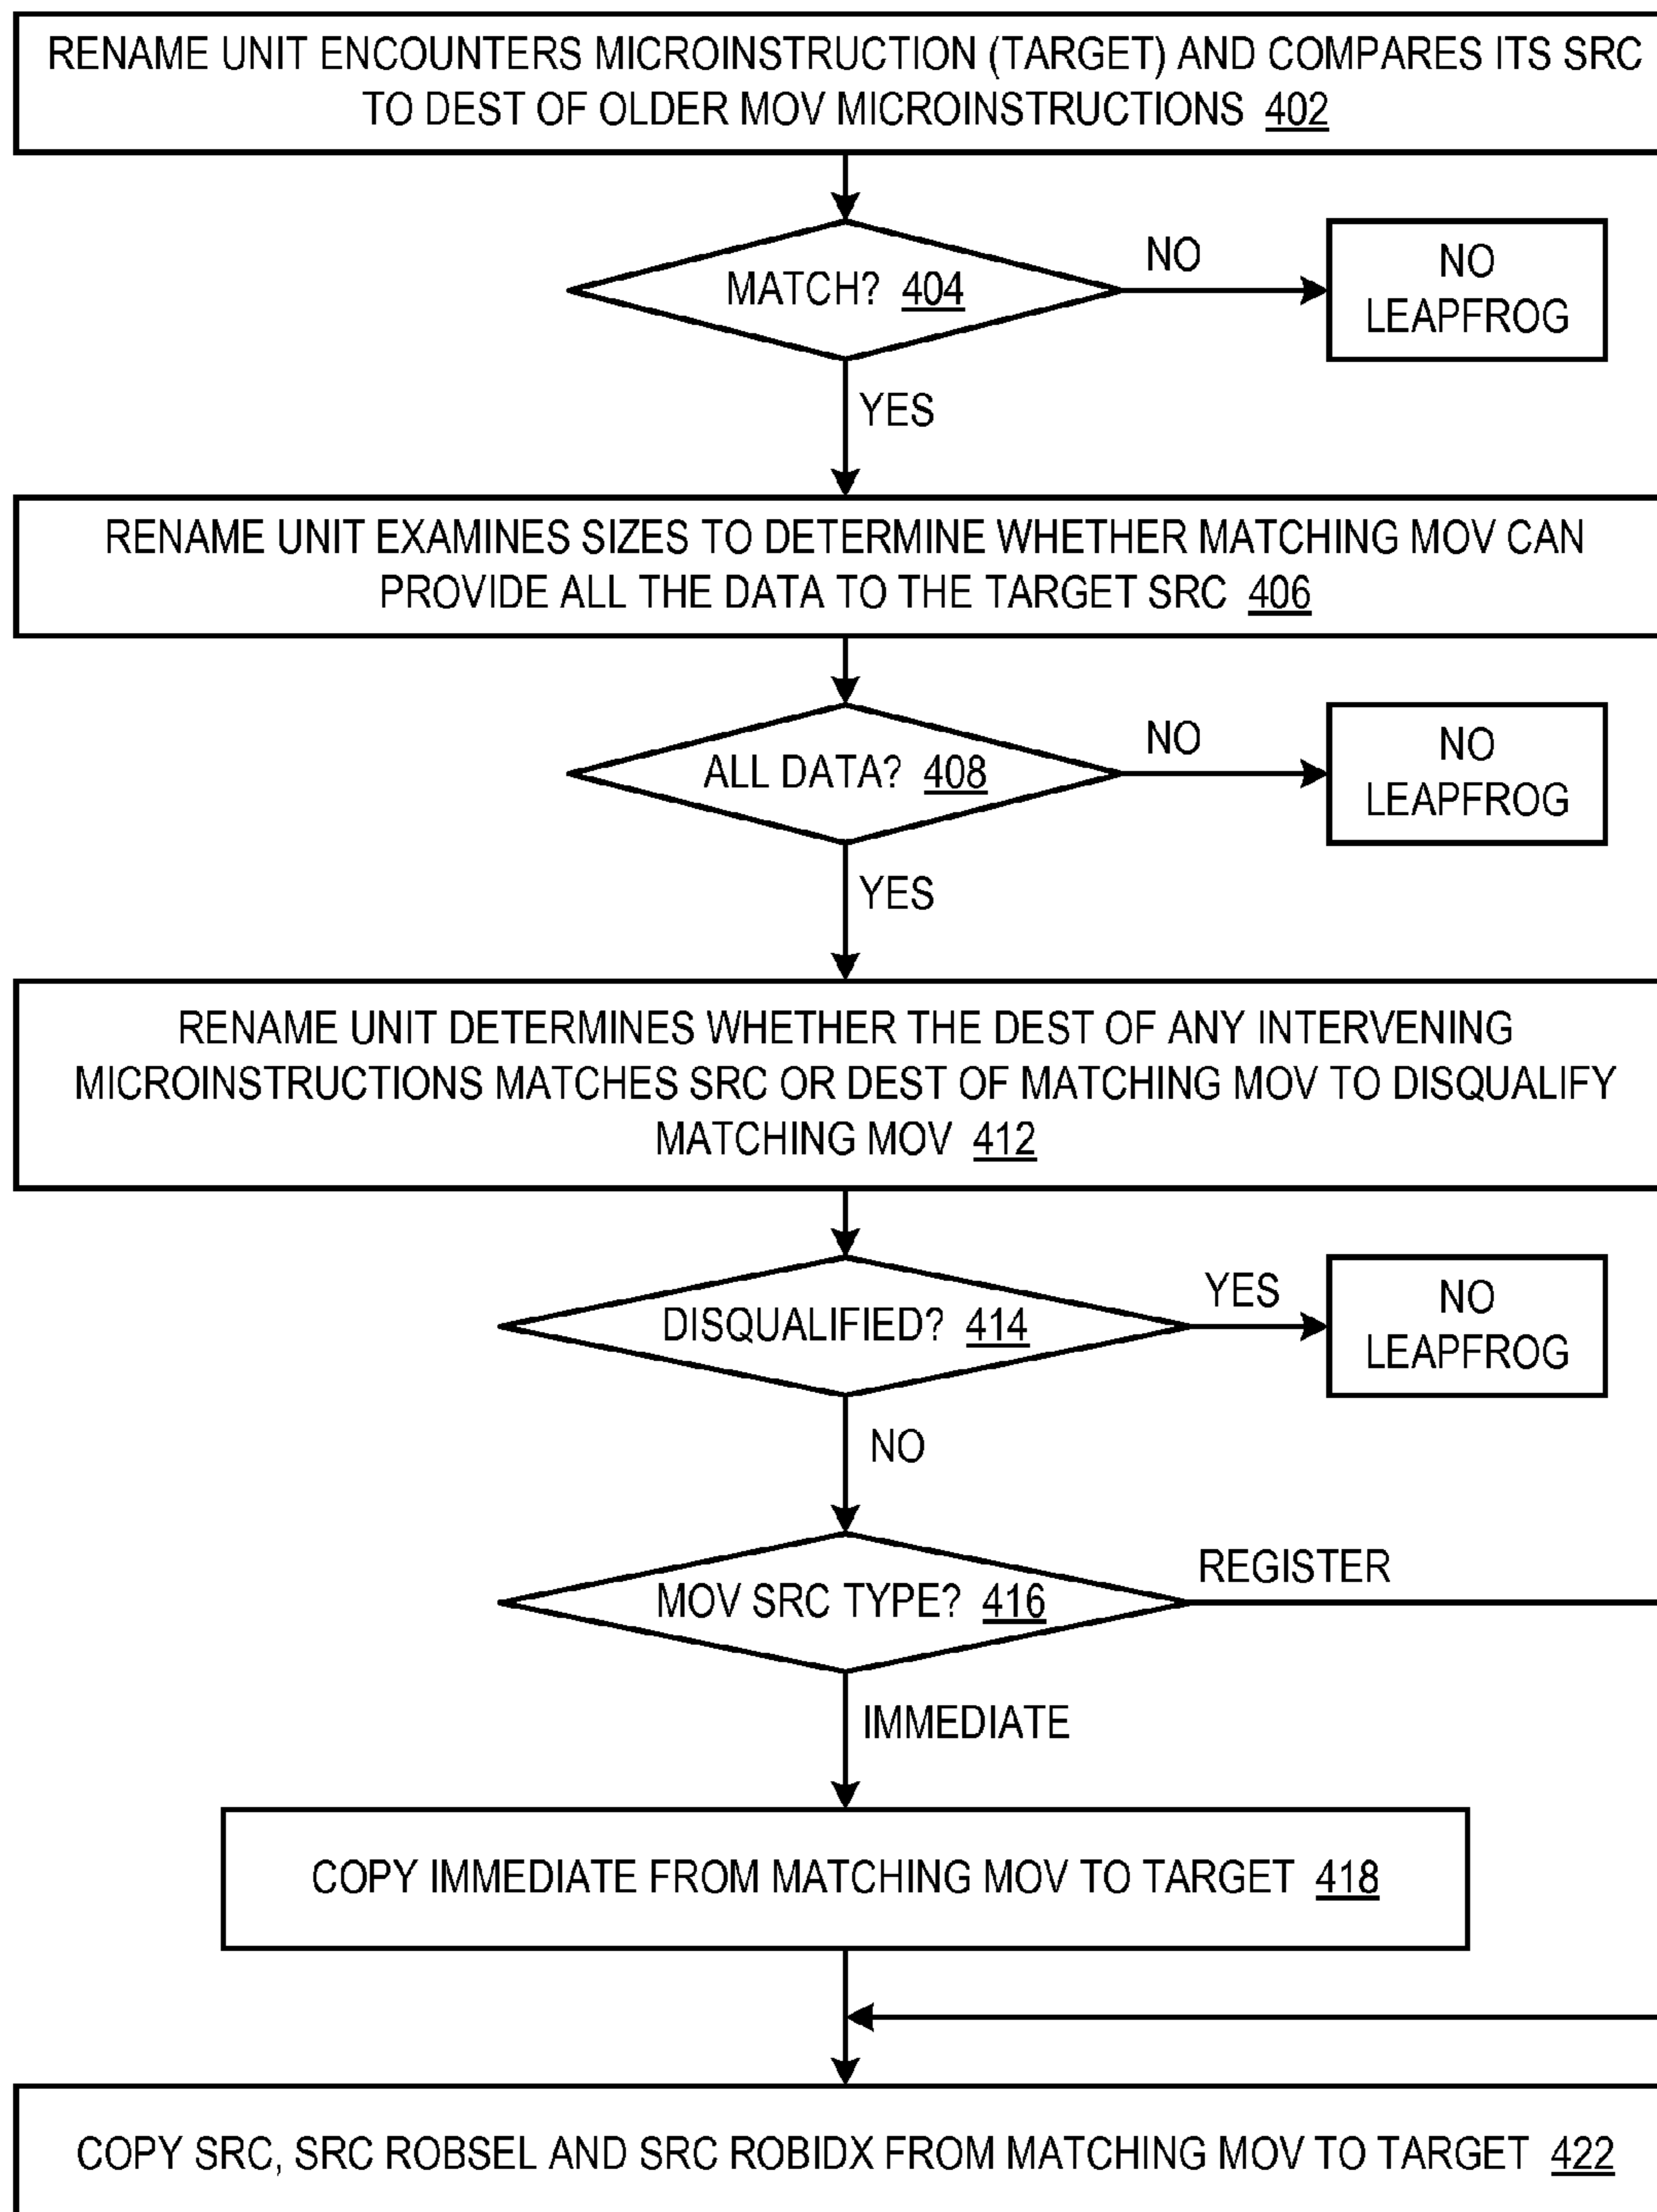 RENAME UNIT ENCOUNTERS MICROINSTRUCTION (TARGET) AND COMPARES ITS SRC
TO DEST OF OLDER MOV MICROINSTRUCTIONS 402
MATCH? 404
NO
NO
LEAPFROG
YES
RENAME UNIT EXAMINES SIZES TO DETERMINE WHETHER MATCHING MOV CAN
PROVIDE ALL THE DATA TO THE TARGET SRC 406
ALL DATA? 408
NO
NO
LEAPFROG
YES
RENAME UNIT DETERMINES WHETHER THE DEST OF ANY INTERVENING
MICROINSTRUCTIONS MATCHES SRC OR DEST OF MATCHING MOV TO DISQUALIFY
MATCHING MOV 412
DISQUALIFIED? 414
YES
NO
LEAPFROG
NO
MOV SRC TYPE? 416
REGISTER
IMMEDIATE
COPY IMMEDIATE FROM MATCHING MOV TO TARGET 418
COPY SRC, SRC ROBSEL AND SRC ROBIDX FROM MATCHING MOV TO TARGET 422